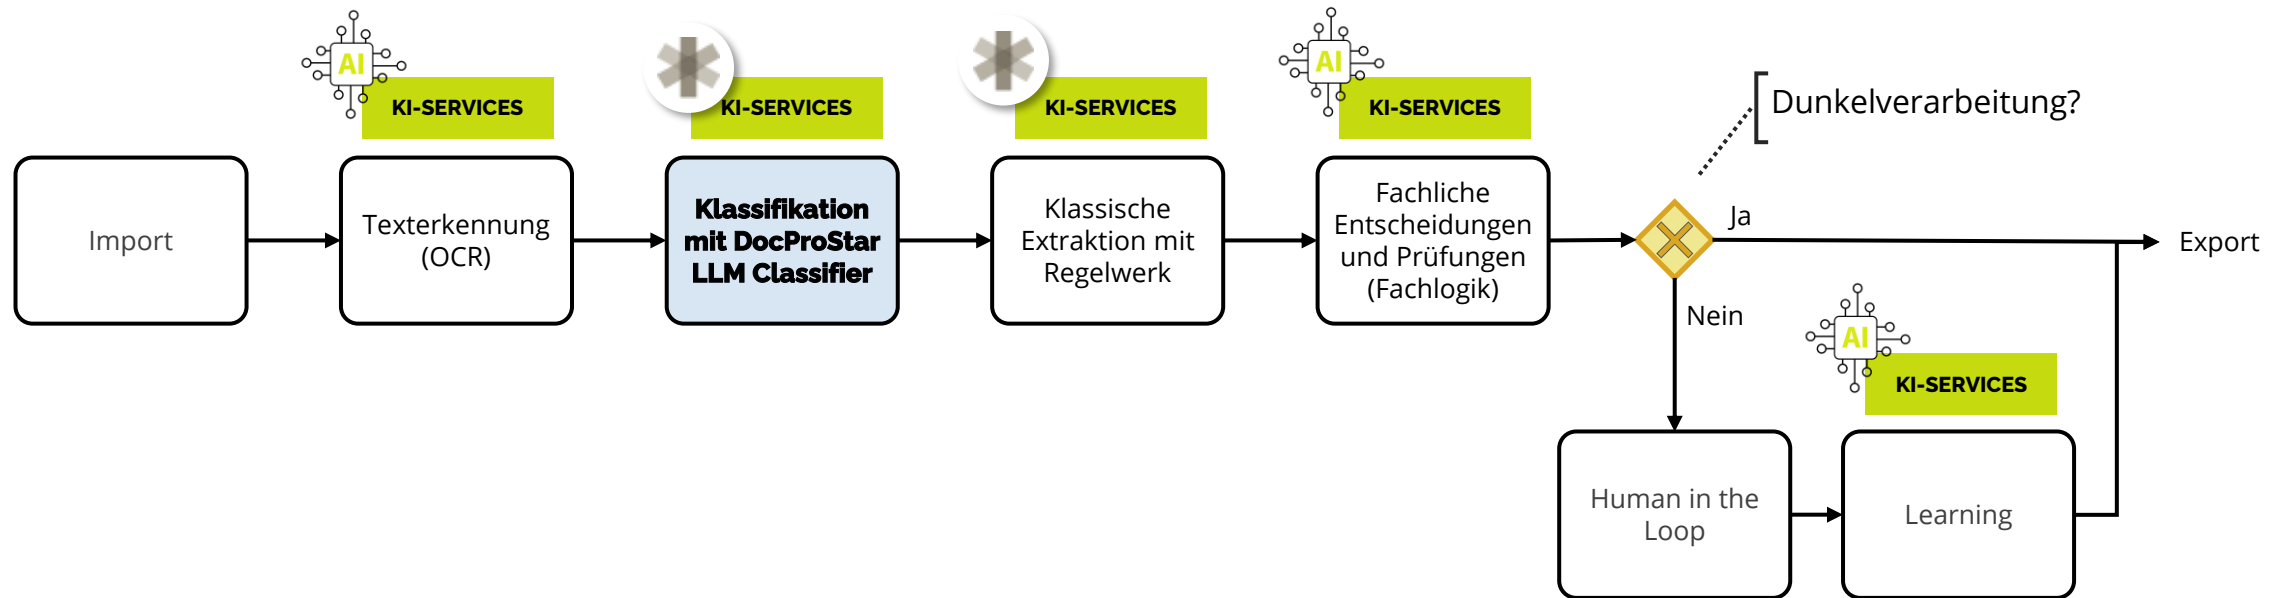 AI
KI-SERVICES
KI-SERVICES
KI-SERVICES
AI
KI-SERVICES
Dunkelverarbeitung?
Import
Texterkennung
(OCR)
Klassifikation
mit DocProStar
LLM Classifier
Klassische
Extraktion mit
Regelwerk
Fachliche
Entscheidungen
und Prüfungen
(Fachlogik)
Ja
Export
Nein
AI
KI-SERVICES
Human in the
Loop
Learning